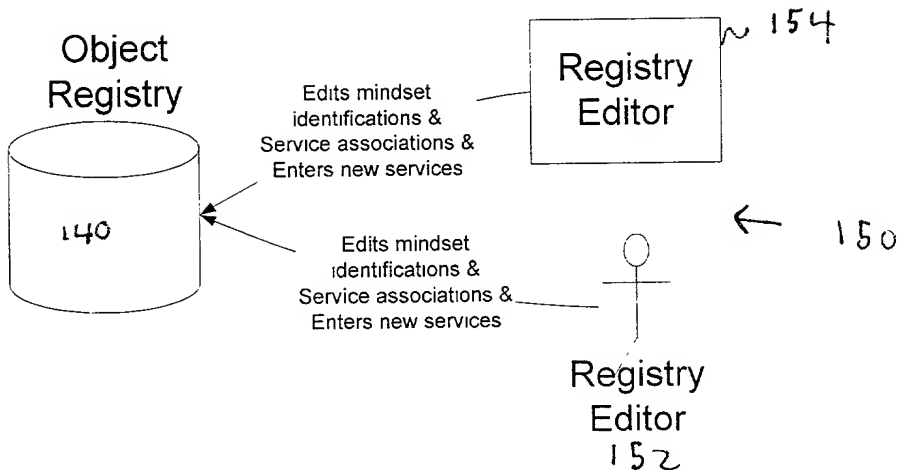 Object
Registry
140
Edits mindset
identifications &
Service associations &
Enters new services
Registry
Editor
154
150
Edits mindset
identifications &
Service associations &
Enters new services
Registry
Editor
152